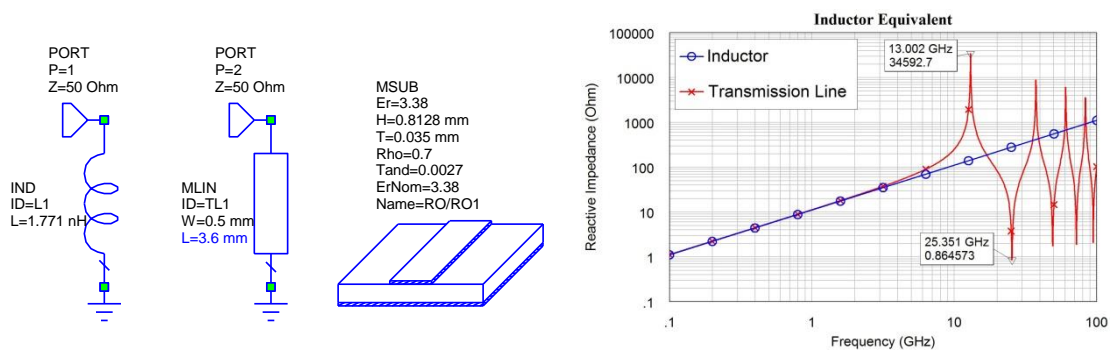 PORT
P=1
Z=50 Ohm
IND
ID=L1
L=1.771 nH
PORT
P=2
Z=50 Ohm
MLIN
ID=TL1
W=0.5 mm
L=3.6 mm
MSUB
Er=3.38
H=0.8128 mm
T=0.035 mm
Rho=0.7
Tand=0.0027
ErNom=3.38
Name=RO/RO1
Inductor Equivalent
100000
10000
1000
100
10
1
.1
Reactive Impedance (Ohm)
Inductor
Transmission Line
13.002 GHz
34592.7
25.351 GHz
0.864573
.1
1
10
100
Frequency (GHz)